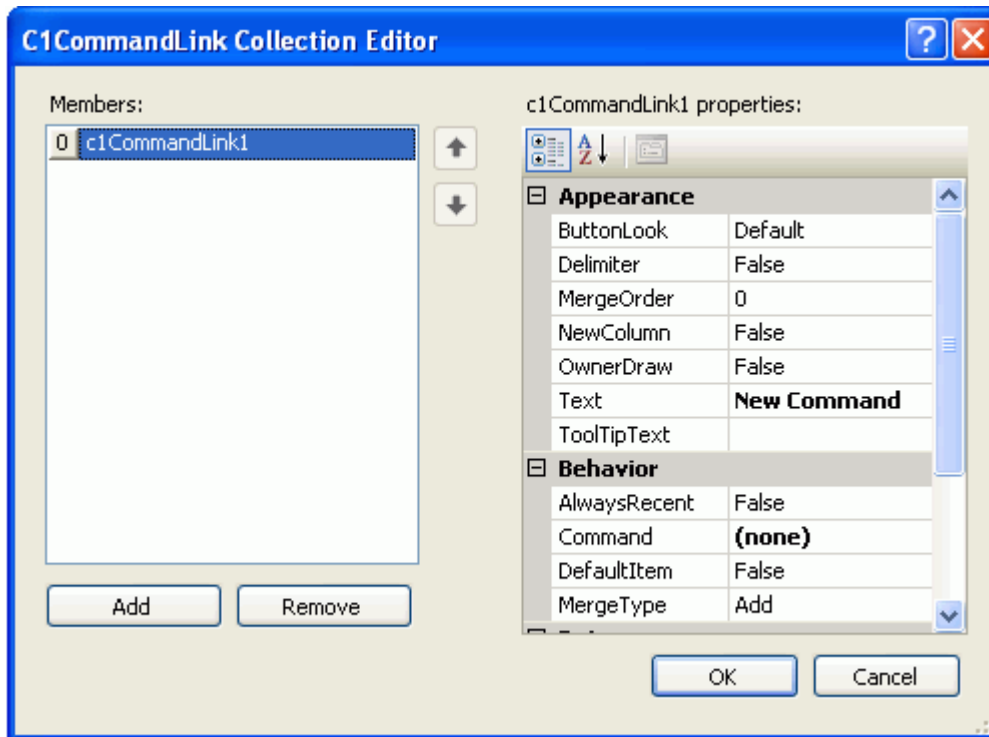 C1CommandLink Collection Editor
Members:
0 c1CommandLink1
Add Remove
c1CommandLink1 properties:
Appearance
ButtonLook Default
Delimiter False
MergeOrder 0
NewColumn False
OwnerDraw False
Text New Command
ToolTipText
Behavior
AlwaysRecent False
Command (none)
DefaultItem False
MergeType Add
OK Cancel